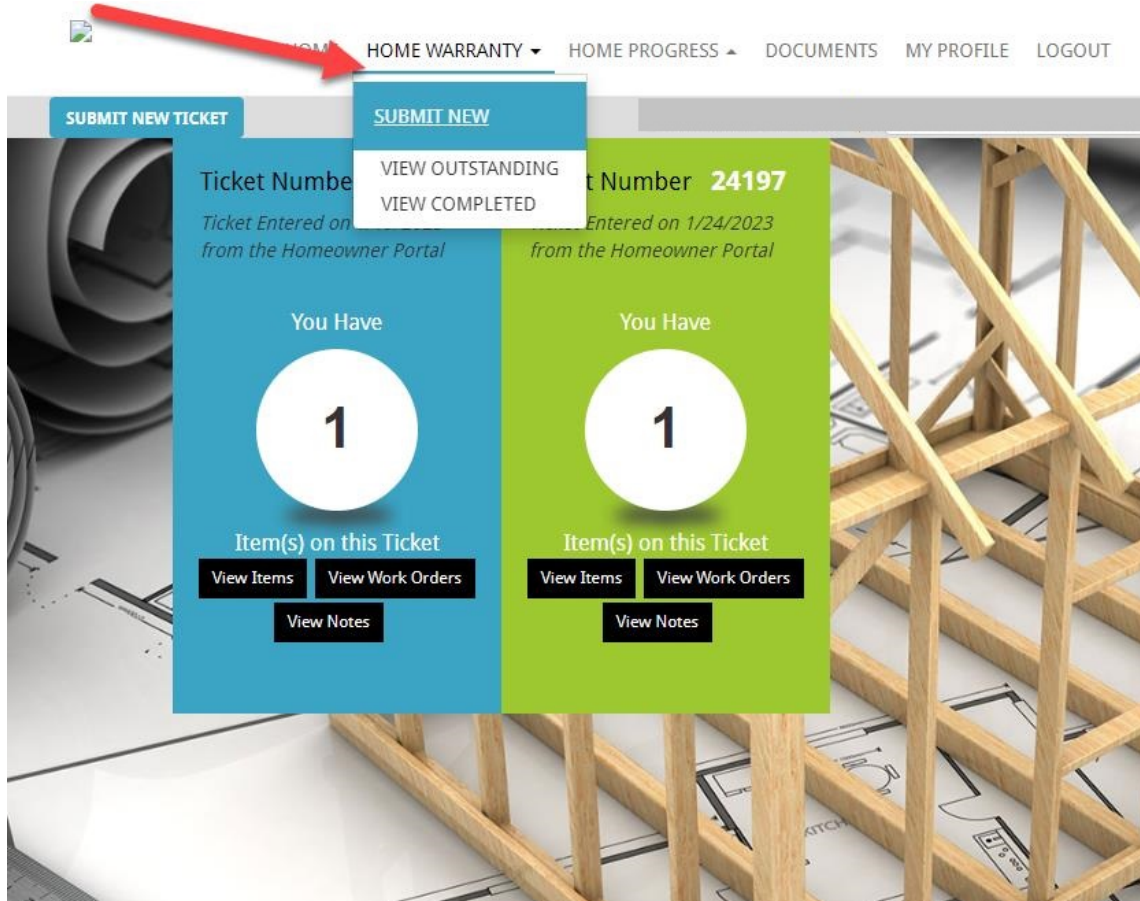 HOME WARRANTY HOME PROGRESS DOCUMENTS MY PROFILE LOGOUT
SUBMIT NEW TICKET
SUBMIT NEW
VIEW OUTSTANDING
VIEW COMPLETED
Ticket
Number 24197
Ticket Entered on
from the Homeowner Portal
Entered on 1/24/2023
from the Homeowner Portal
You Have
1
Item(s) on this Ticket
View Items View Work Orders
View Notes
You Have
1
Item(s) on this Ticket
View Items View Work Orders
View Notes